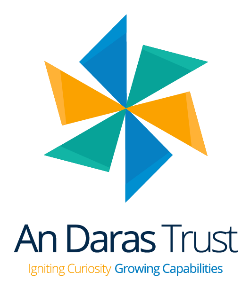 An Daras Trust
Igniting Curiosity Growing Capabilities